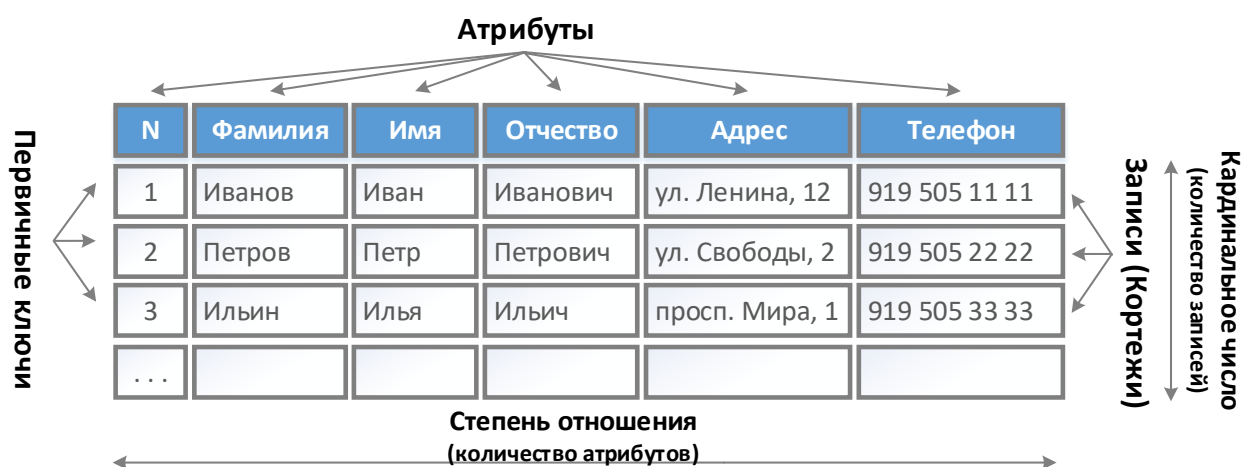 Атрибуты
N Фамилия Имя Отчество Адрес Телефон
1 Иванов Иван Иванович ул. Ленина, 12 919 505 11 11
2 Петров Петр Петрович ул. Свободы, 2 919 505 22 22
3 Ильин Илья Ильич просп. Мира, 1 919 505 33 33
. . .
Первичные ключи
Записи (Кортежи)
Кардинальное число
(количество записей)
Степень отношения
(количество атрибутов)